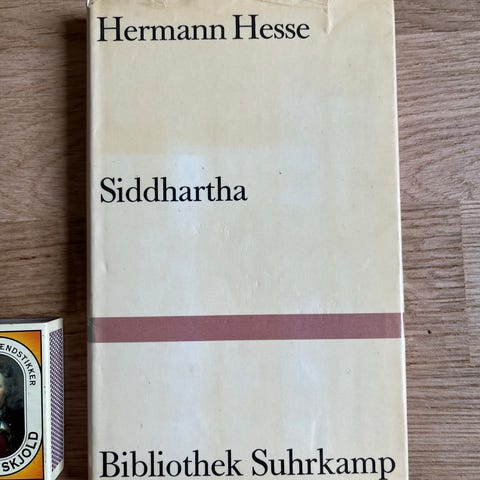 Hermann Hesse
Siddhartha
Bibliothek Suhrkamp
ENDSTIKKER
SKJOLD